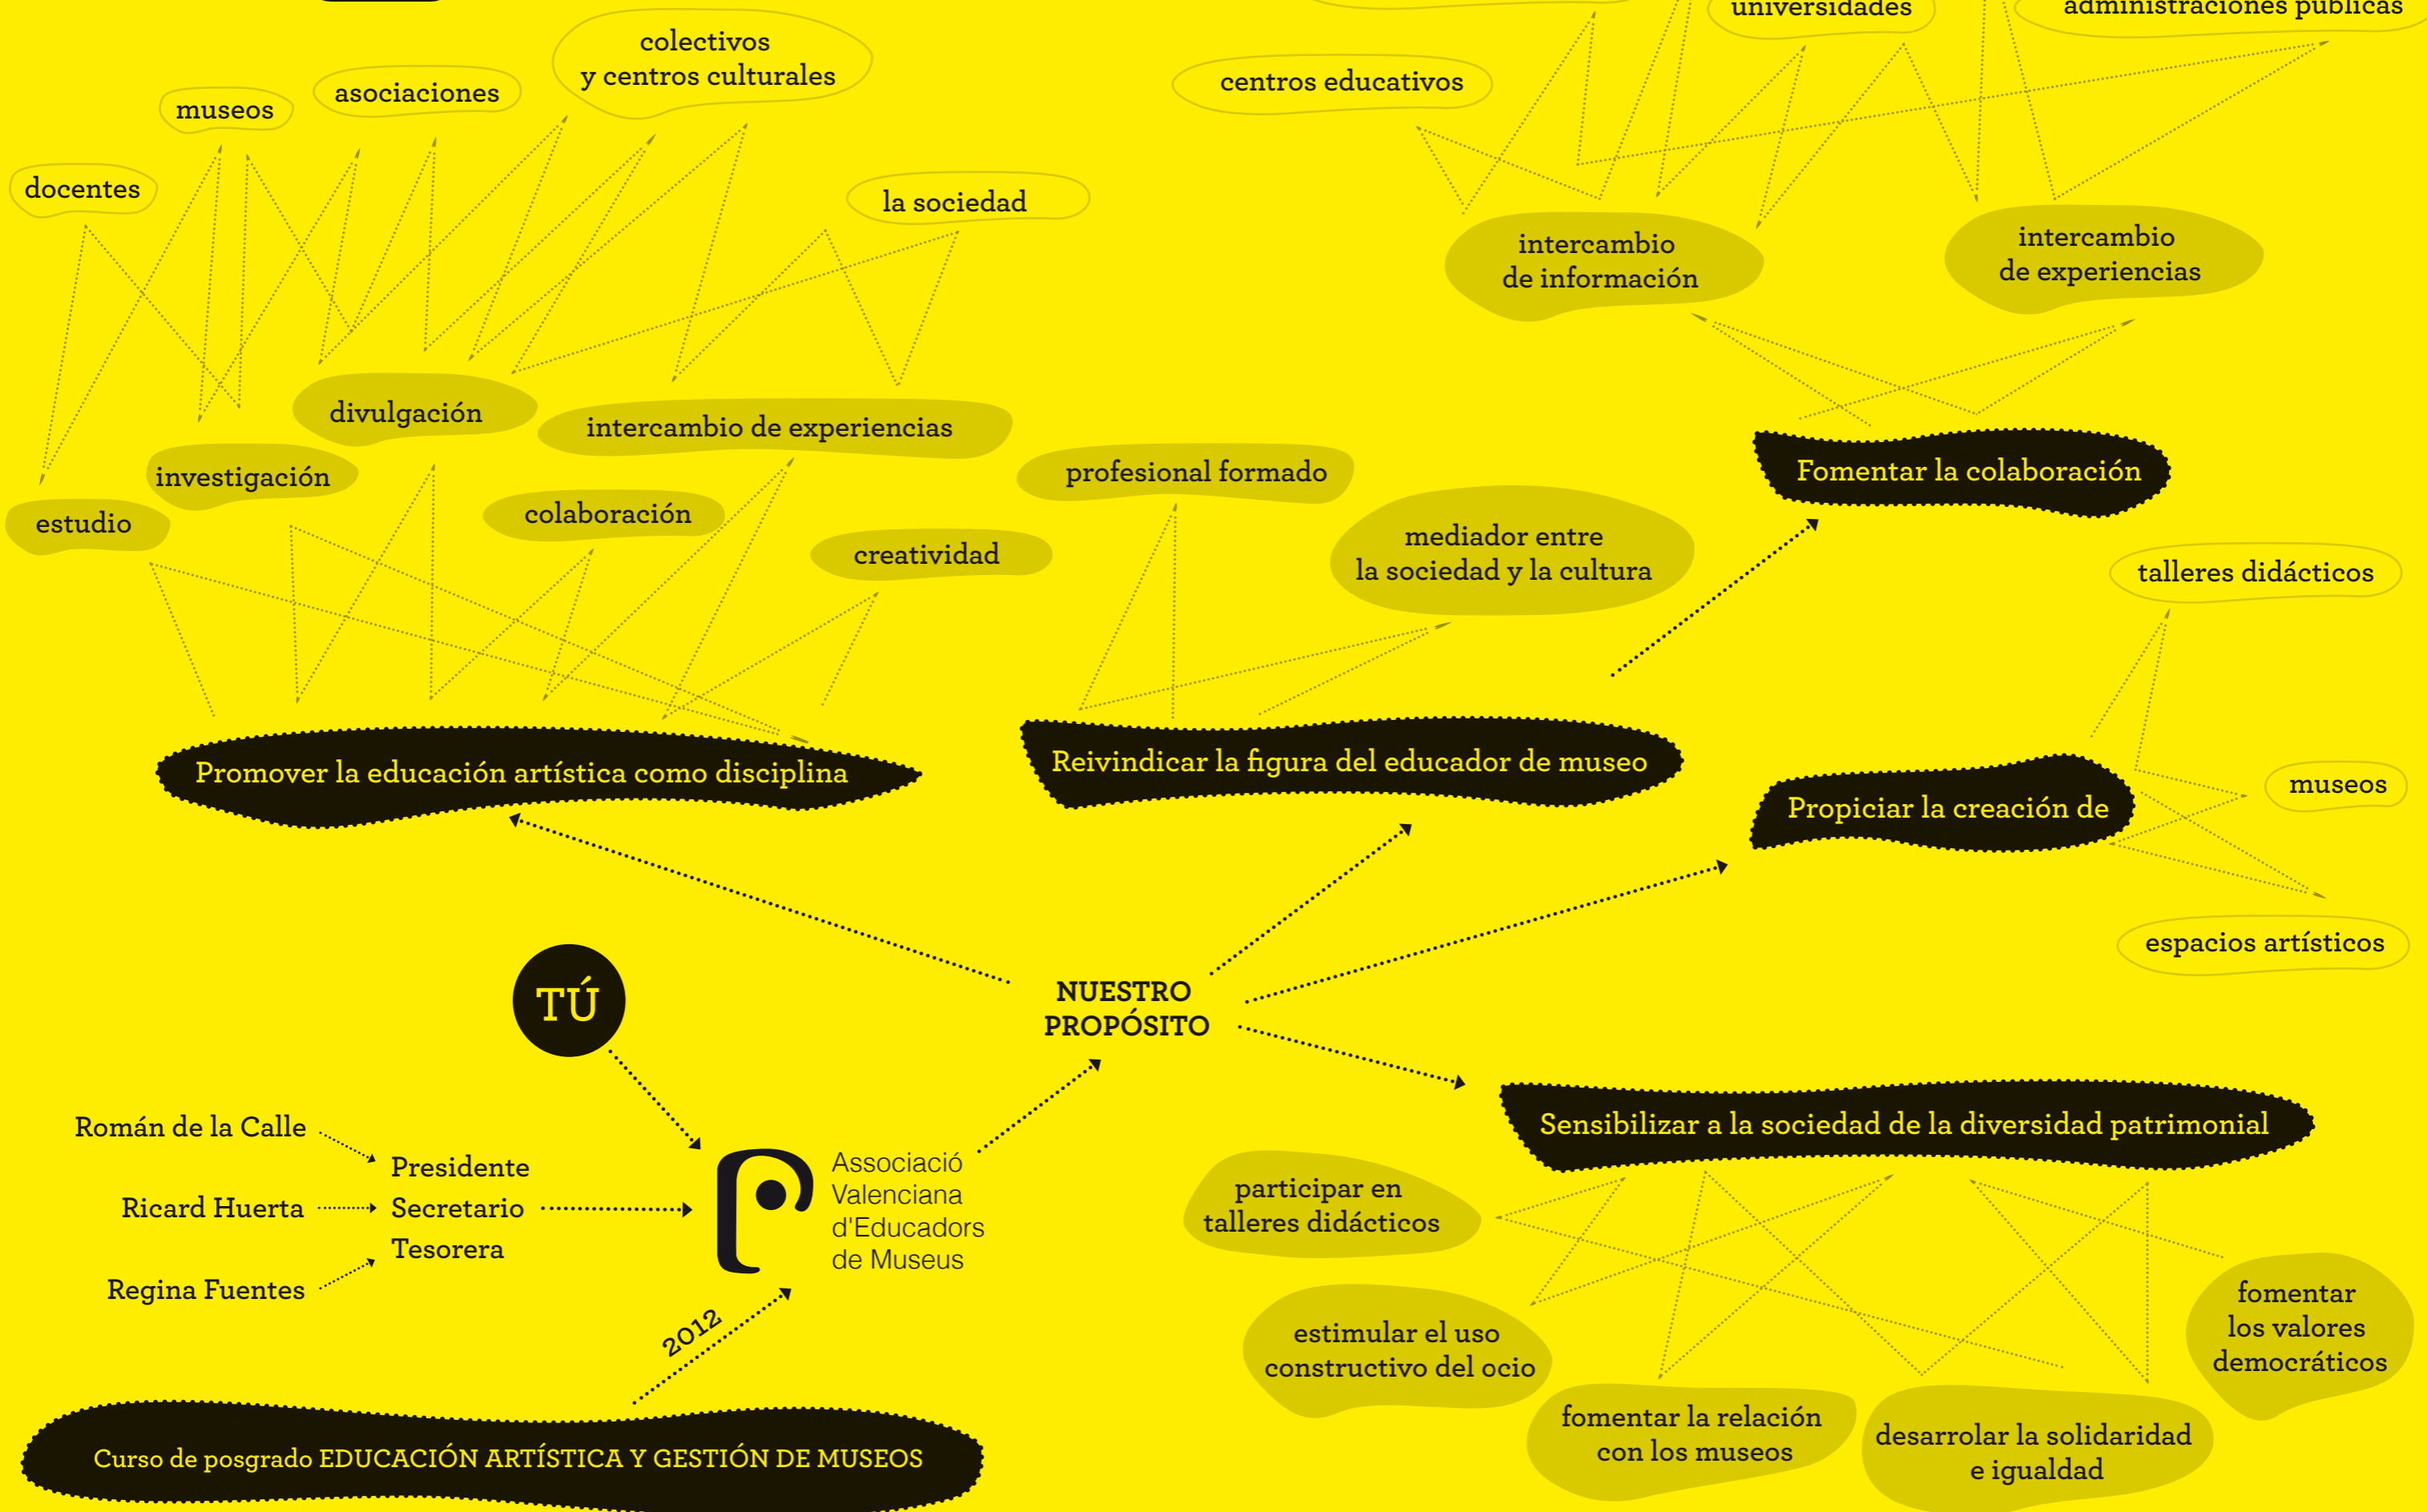 universidades
administraciones públicas
colectivos
y centros culturales
centros educativos
asociaciones
museos
docentes
la sociedad
intercambio
de información
intercambio
de experiencias
divulgación
intercambio de experiencias
investigación
profesional formado
Fomentar la colaboración
estudio
colaboración
creatividad
mediador entre
la sociedad y la cultura
talleres didácticos
Promover la educación artística como disciplina
Reivindicar la figura del educador de museo
Propiciar la creación de
museos
espacios artísticos
TÚ
NUESTRO
PROPÓSITO
Román de la Calle
Presidente
Ricard Huerta
Secretario
Tesorera
Regina Fuentes
Associació
Valenciana
d'Educadors
de Museus
2012
Sensibilizar a la sociedad de la diversidad patrimonial
participar en
talleres didácticos
estimular el uso
constructivo del ocio
fomentar
los valores
democráticos
fomentar la relación
con los museos
desarrolar la solidaridad
e igualdad
Curso de posgrado EDUCACIÓN ARTÍSTICA Y GESTIÓN DE MUSEOS